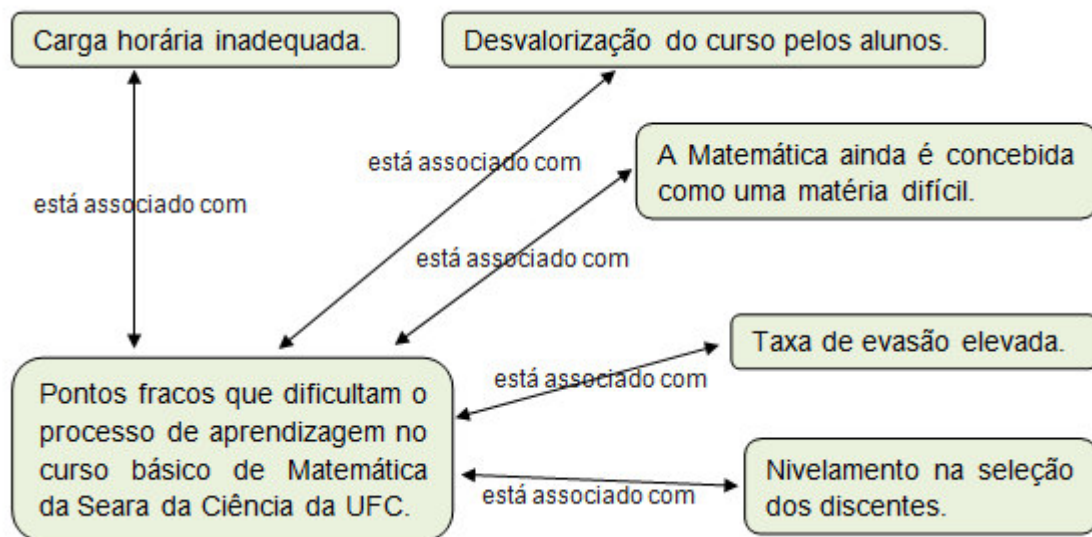 Carga horária inadequada.
Desvalorização do curso pelos alunos.
está associado com
A Matemática ainda é concebida
como uma matéria difícil.
está associado com
está associado com
Taxa de evasão elevada.
está associado com
Pontos fracos que dificultam o
processo de aprendizagem no
curso básico de Matemática
da Seara da Ciência da UFC.
Nivelamento na seleção
dos discentes.
está associado com